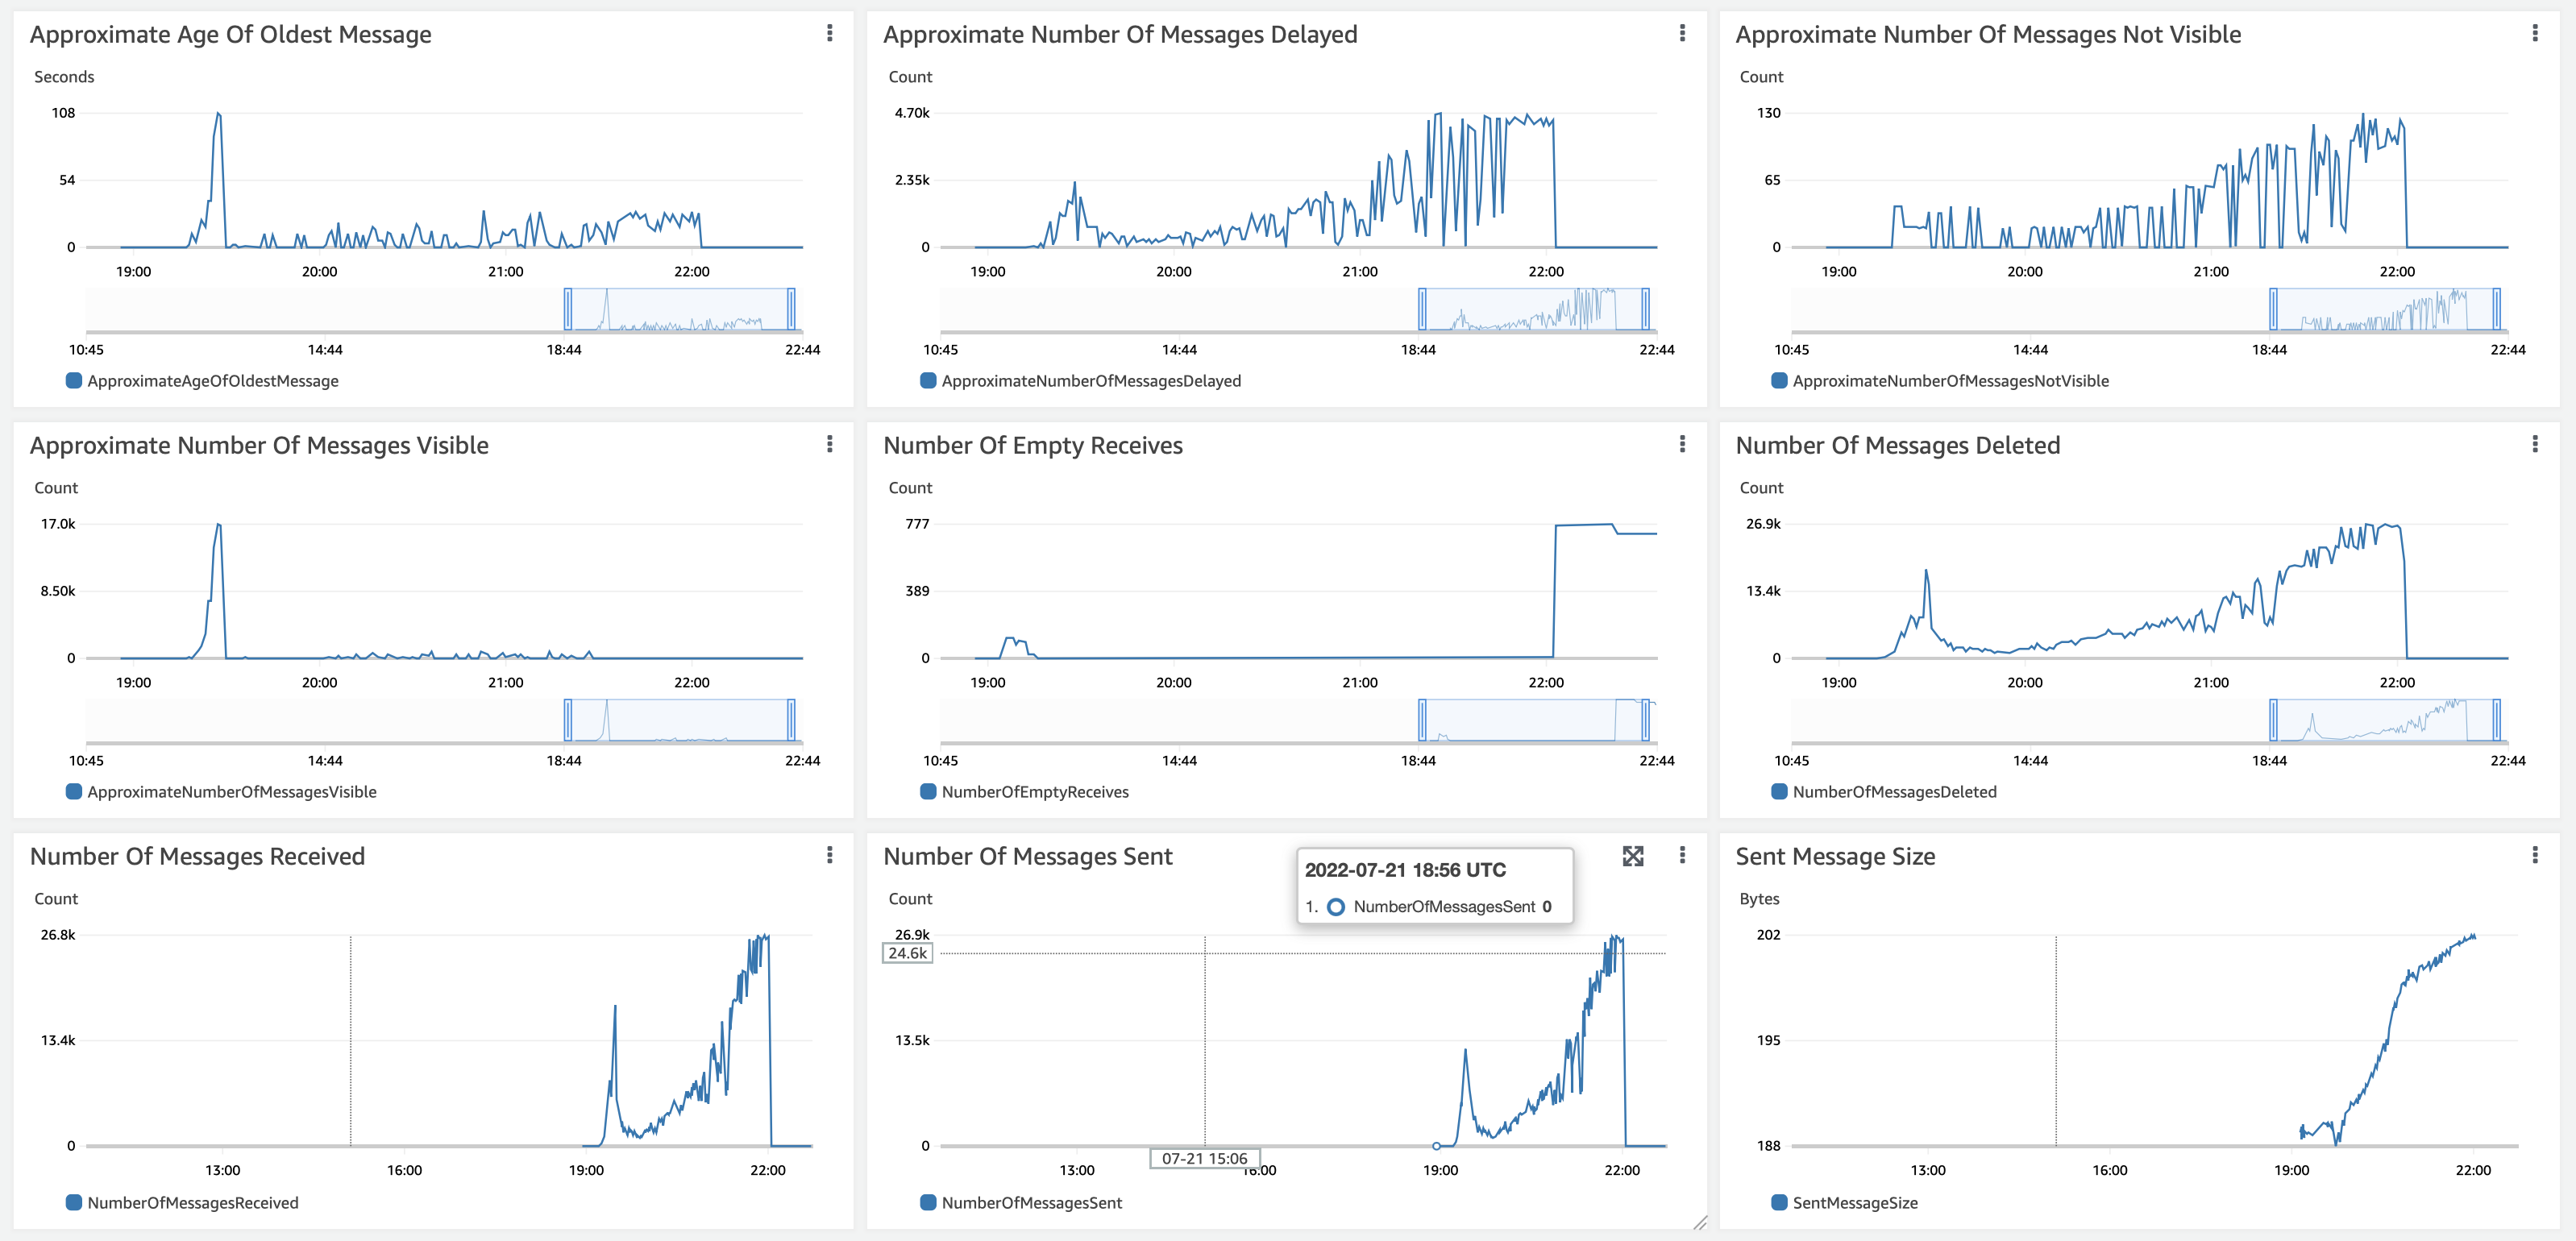 Approximate Age Of Oldest Message
Seconds
108
54
0
19:00 20:00 21:00 22:00
10:45 14:44 18:44 22:44
ApproximateAgeOfOldestMessage
Approximate Number Of Messages Delayed
Count
4.70k
2.35k
0
19:00 20:00 21:00 22:00
10:45 14:44 18:44 22:44
ApproximateNumberOfMessagesDelayed
Approximate Number Of Messages Not Visible
Count
130
65
0
19:00 20:00 21:00 22:00
10:45 14:44 18:44 22:44
ApproximateNumberOfMessagesNotVisible
Approximate Number Of Messages Visible
Count
17.0k
8.50k
0
19:00 20:00 21:00 22:00
10:45 14:44 18:44 22:44
ApproximateNumberOfMessagesVisible
Number Of Empty Receives
Count
777
389
0
19:00 20:00 21:00 22:00
10:45 14:44 18:44 22:44
NumberOfEmptyReceives
Number Of Messages Deleted
Count
26.9k
13.4k
0
19:00 20:00 21:00 22:00
10:45 14:44 18:44 22:44
NumberOfMessagesDeleted
Number Of Messages Received
Count
26.8k
13.4k
0
13:00 16:00 19:00 22:00
NumberOfMessagesReceived
Number Of Messages Sent
2022-07-21 18:56 UTC
1. NumberOfMessagesSent 0
Count
26.9k
24.6k
13.5k
0
07-21 15:06
13:00 16:00 19:00 22:00
NumberOfMessagesSent
Sent Message Size
Bytes
202
195
188
13:00 16:00 19:00 22:00
SentMessageSize